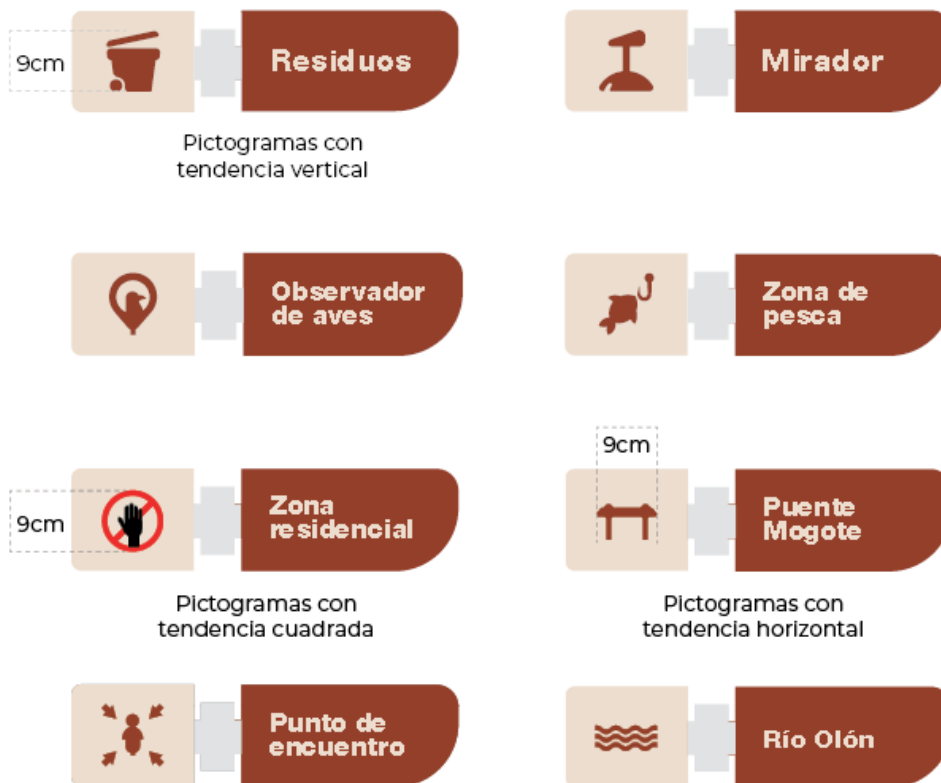 9cm
Residuos
Mirador
Pictogramas con
tendencia vertical
Observador
de aves
Zona de
pesca
9cm
9cm
Zona
residencial
Puente
Mogote
Pictogramas con
tendencia cuadrada
Pictogramas con
tendencia horizontal
Punto de
encuentro
Río Olón